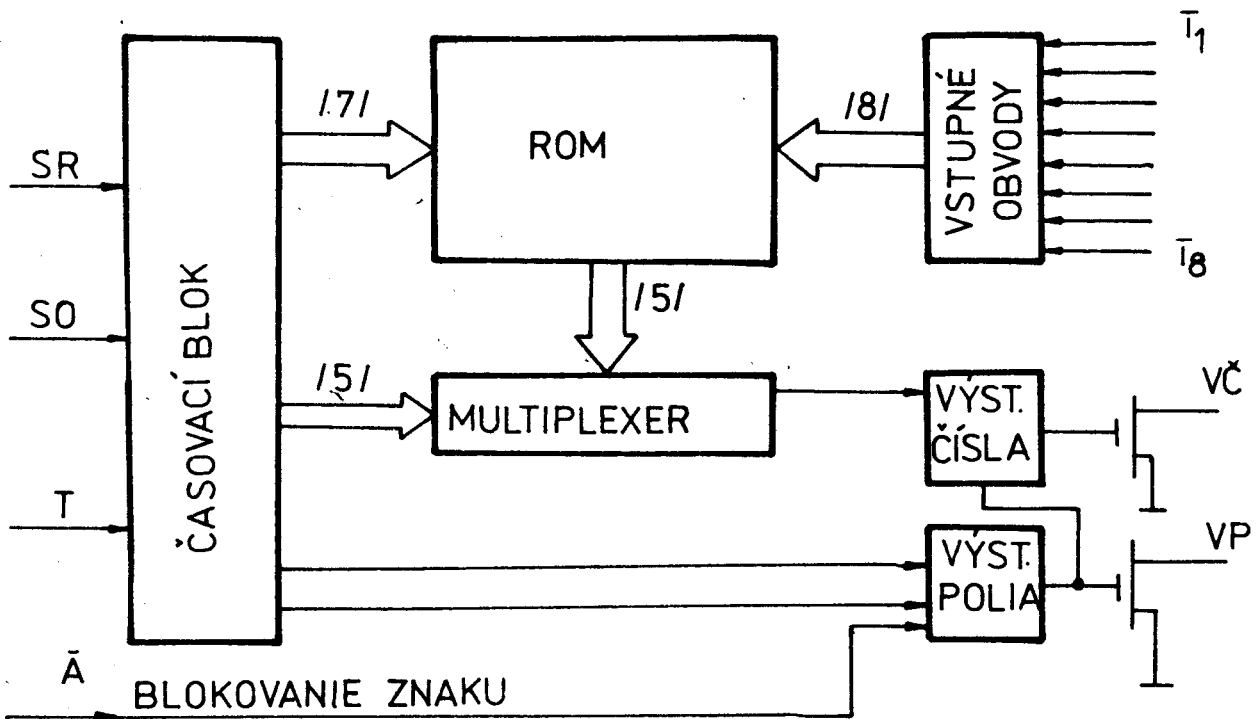 SR
SO
T
Ā
ČASOVACÍ BLOK
/7/
ROM
/8/
VSTUPNÉ
OBVODY
Ī1
Ī8
/5/
/5/
MULTIPLEXER
VÝST.
ČÍSLA
VČ
VÝST.
POLIA
VP
BLOKOVANIE ZNAKU